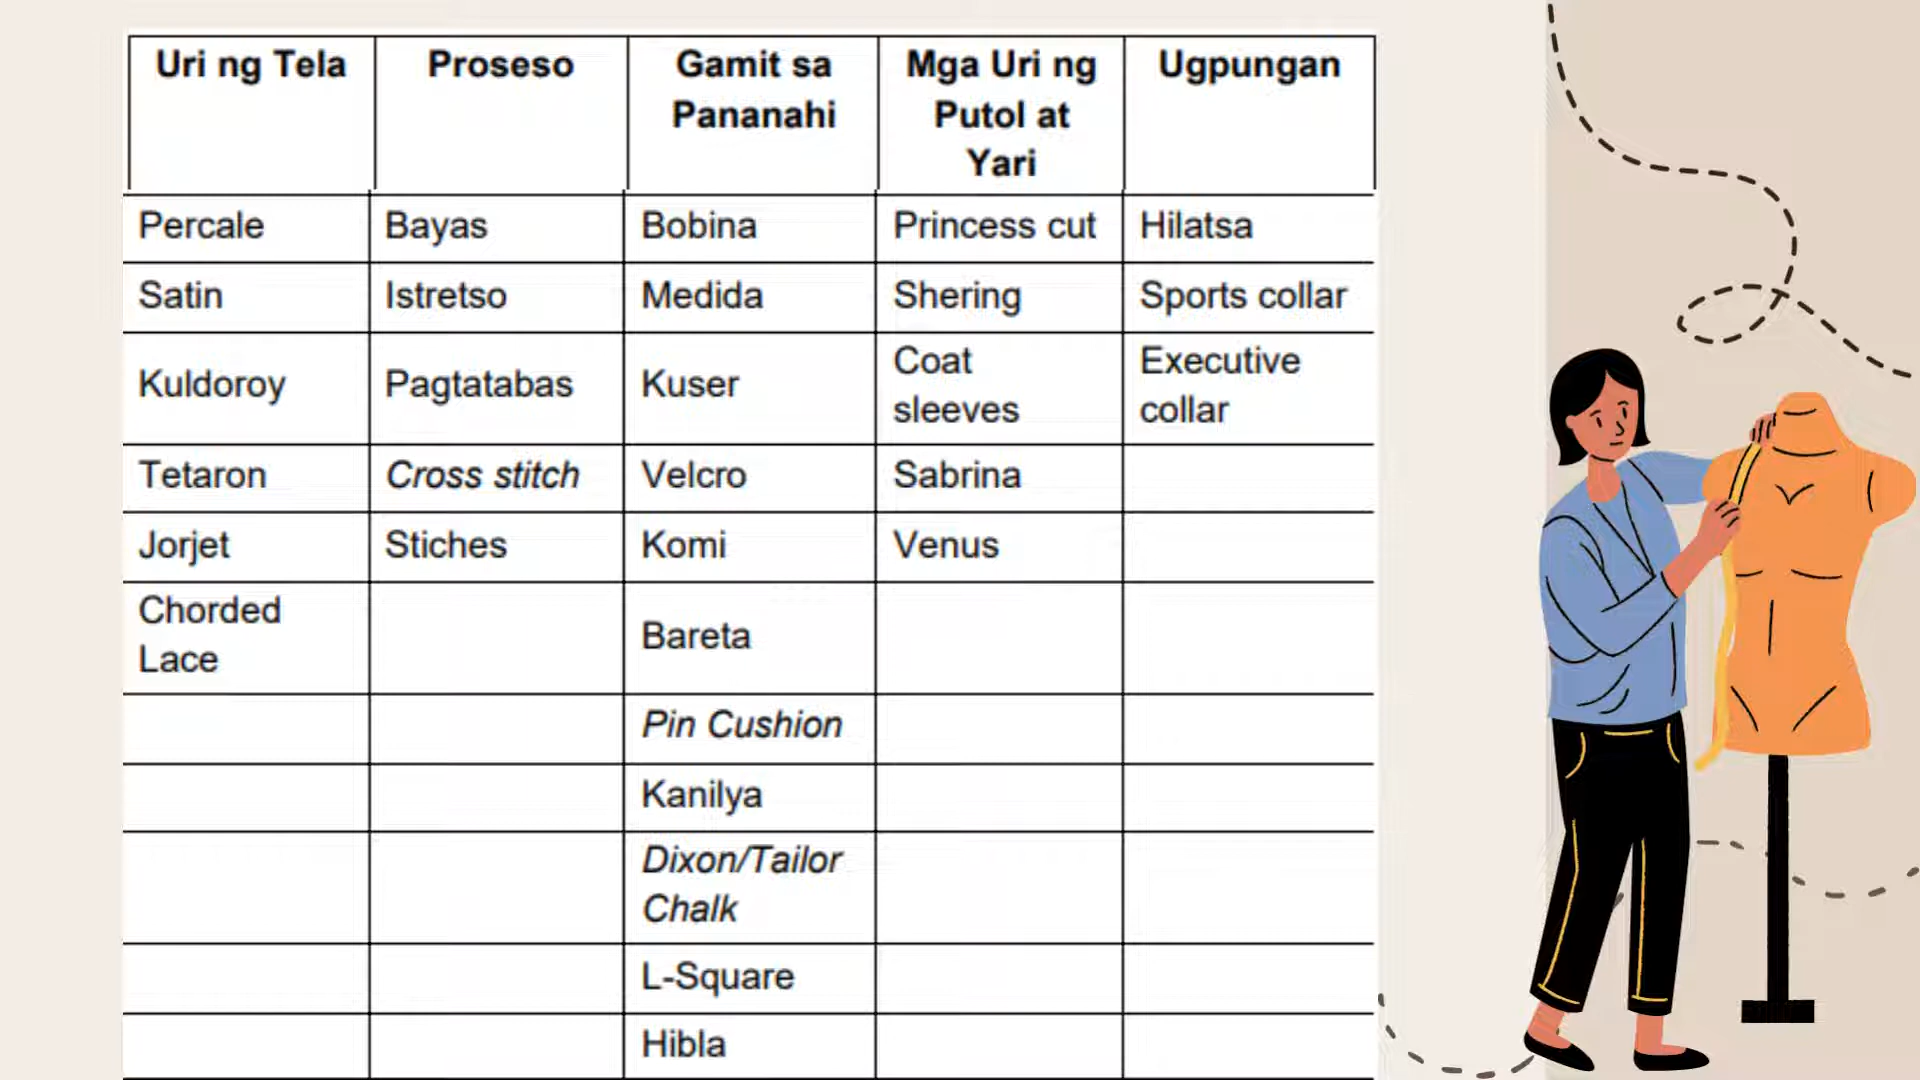 Uri ng Tela Proseso Gamit sa Pananahi Mga Uri ng Putol at Yari Ugpungan
Percale Bayas Bobina Princess cut Hilatsa
Satin Istretso Medida Shering Sports collar
Kuldoroy Pagtatabas Kuser Coat sleeves Executive collar
Tetaron Cross stitch Velcro Sabrina
Jorjet Stiches Komi Venus
Chorded Lace Bareta
Pin Cushion
Kanilya
Dixon/Tailor Chalk
L-Square
Hibla